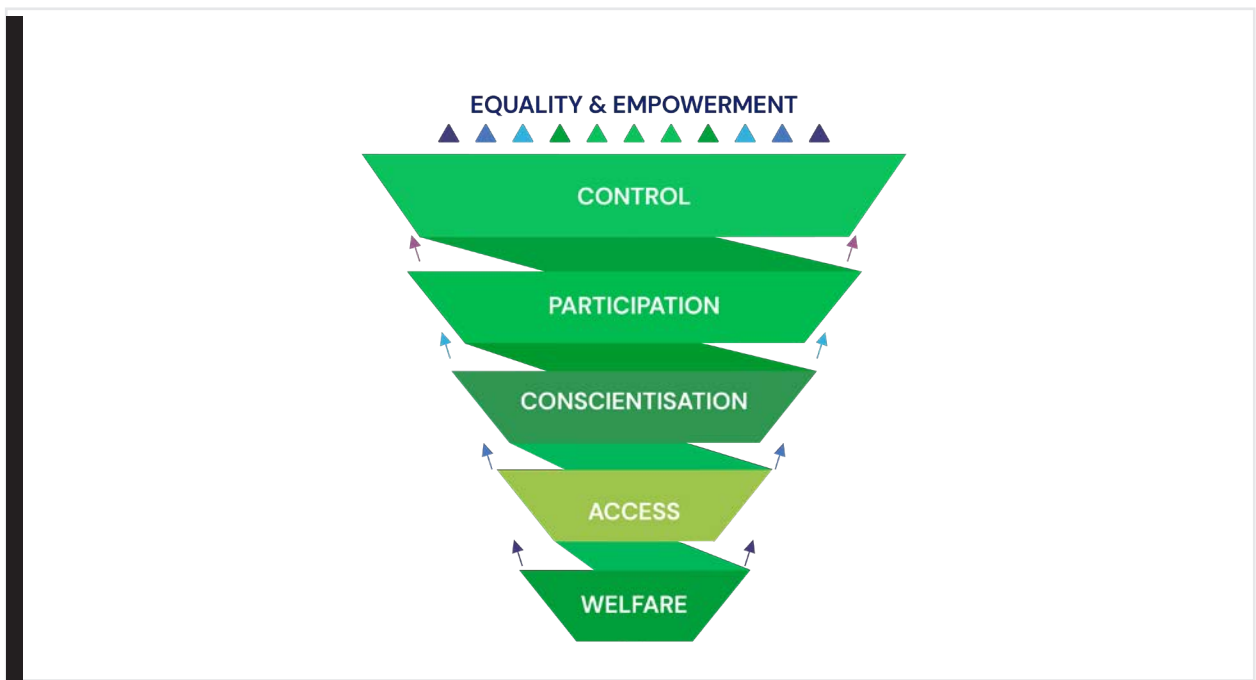 EQUALITY & EMPOWERMENT
CONTROL
PARTICIPATION
CONSCIENTISATION
ACCESS
WELFARE